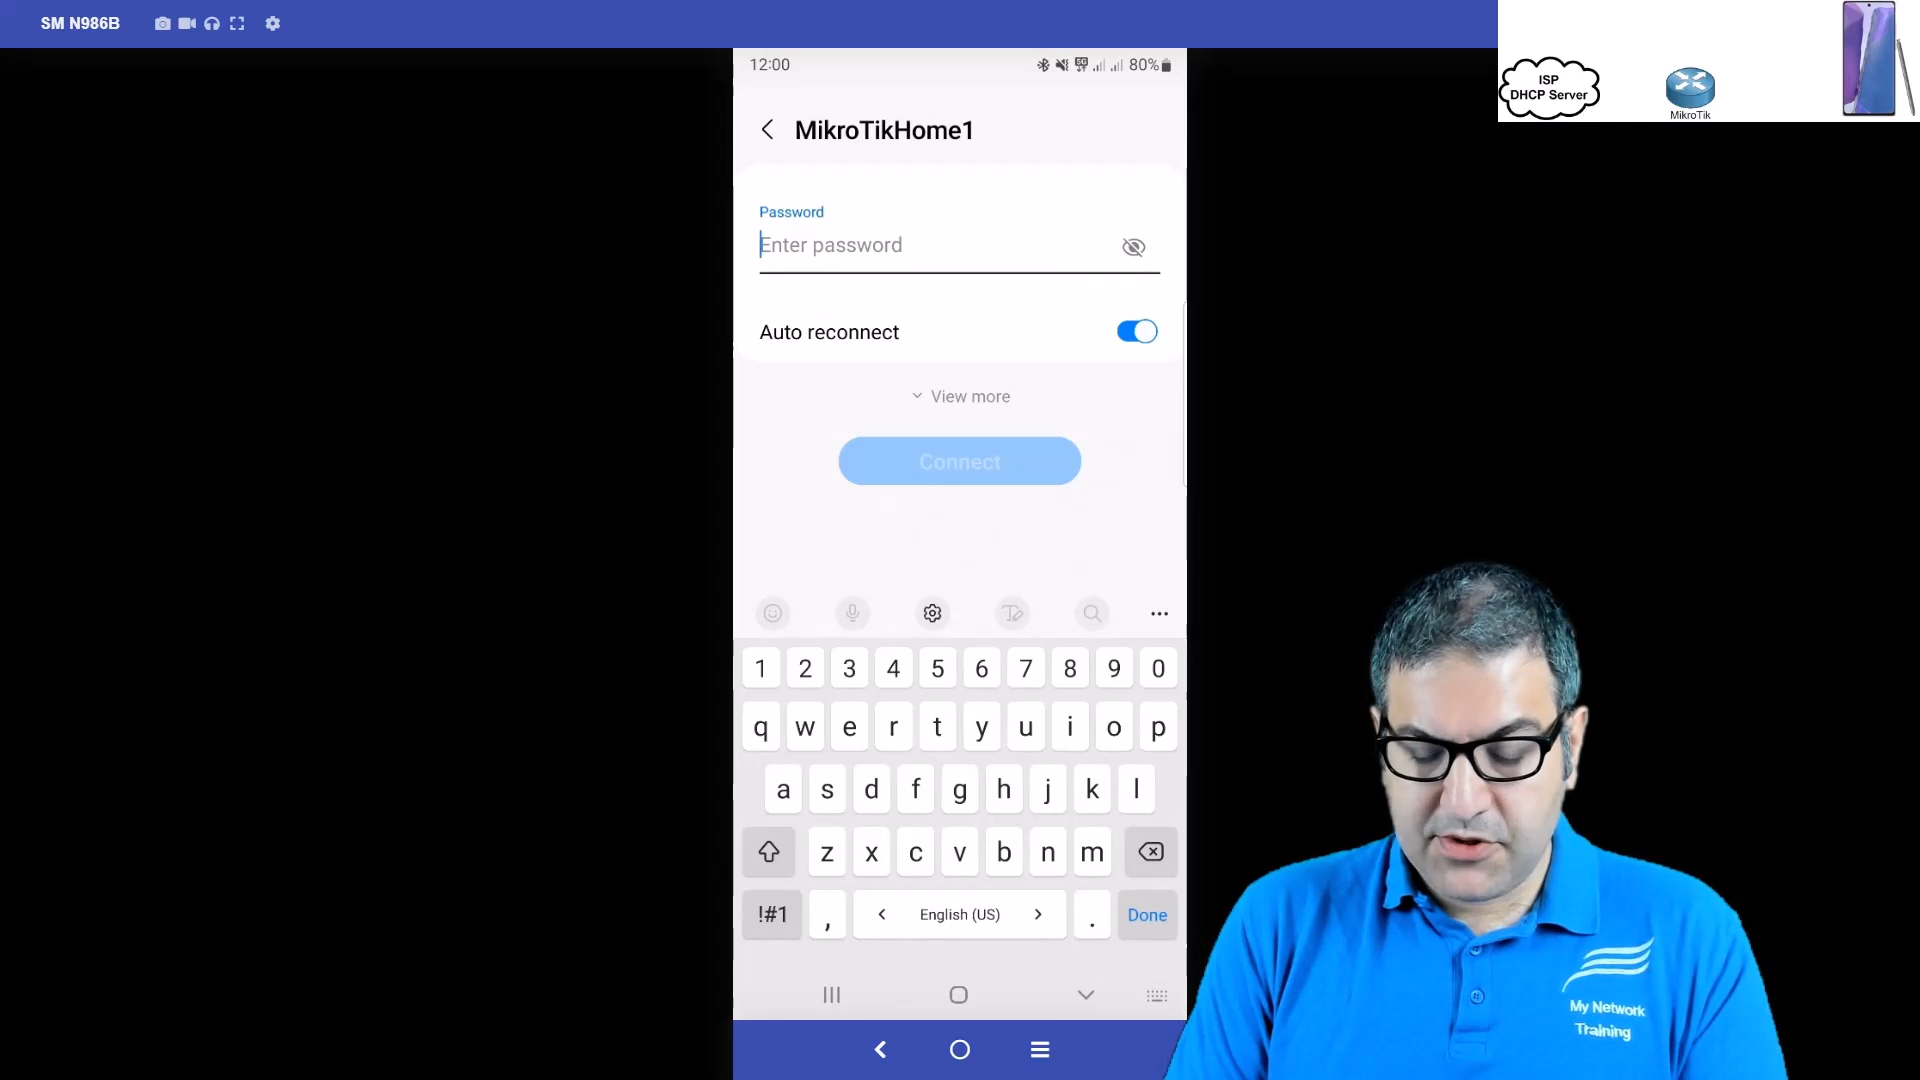 SM N986B
ISP
DHCP Server
MikroTik
12:00
5G
80%
MikroTikHome1
Password
Enter password
Auto reconnect
View more
Connect
1 2 3 4 5 6 7 8 9 0
q w e r t y u i o p
a s d f g h j k l
z x c v b n m
!#1 , English (US) . Done
My Network
Training